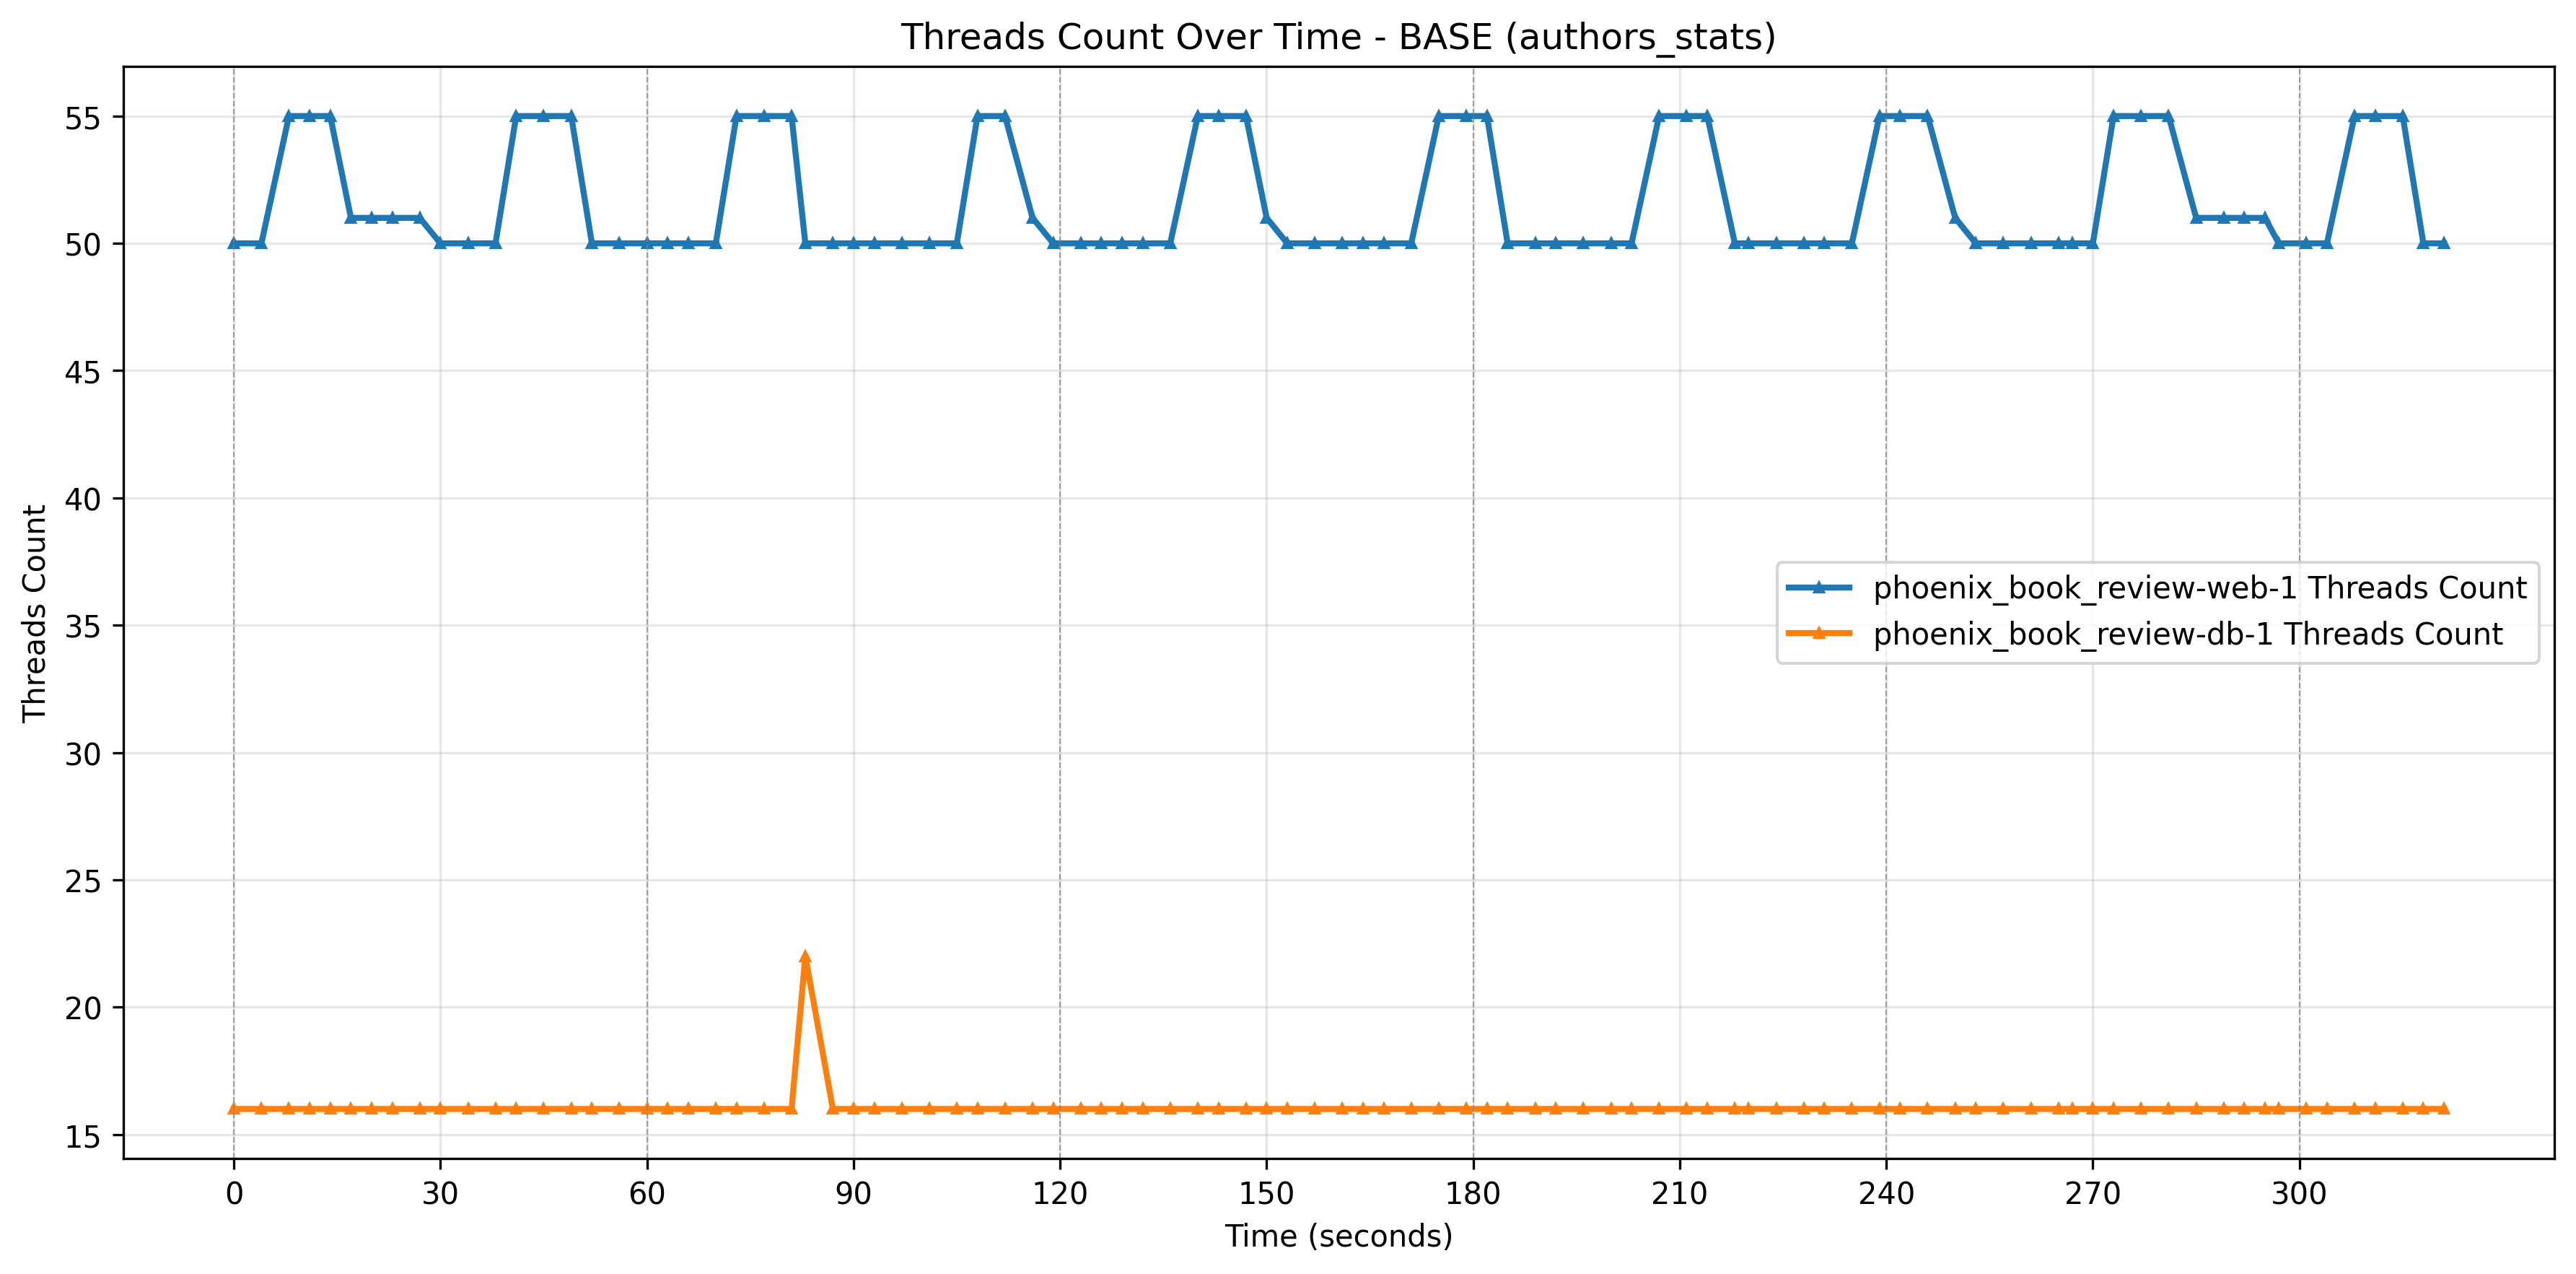 Threads Count Over Time - BASE (authors_stats)
Threads Count
55
50
45
40
35
30
25
20
15
phoenix_book_review-web-1 Threads Count
phoenix_book_review-db-1 Threads Count
0 30 60 90 120 150 180 210 240 270 300
Time (seconds)